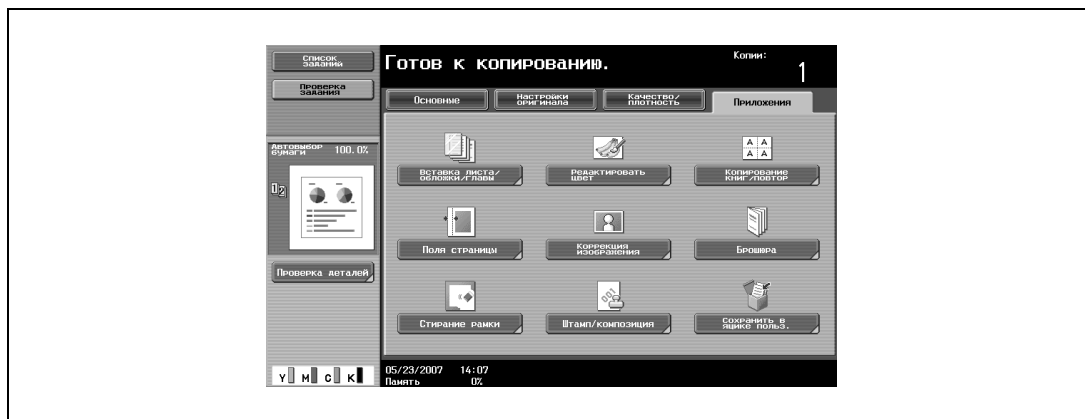 Список
заданий
Готов к копированию.
Копии:
1
Проверка
задания
Основные
Настройки
оригинала
Качество/
плотность
Приложения
Автовыбор
бумаги
100.0%
Вставка листа/
обложки/главы
Редактировать
цвет
Копирование
книг/повтор
Поля страницы
Коррекция
изображения
Брошюра
Проверка деталей
Стирание рамки
Штамп/композиция
Сохранить в
ящике польз.
Y M C K
05/23/2007 14:07
Память 0%